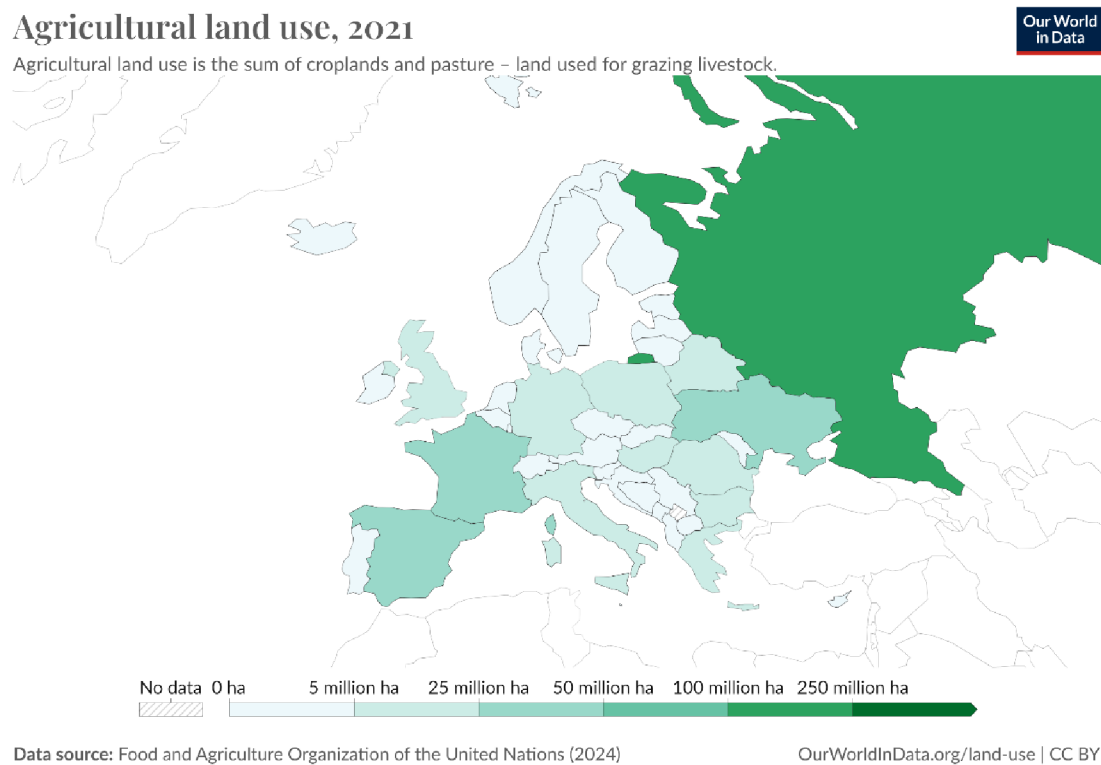 Agricultural land use, 2021
Our World
in Data
Agricultural land use is the sum of croplands and pasture – land used for grazing livestock.
No data 0 ha 5 million ha 25 million ha 50 million ha 100 million ha 250 million ha
Data source: Food and Agriculture Organization of the United Nations (2024)
OurWorldInData.org/land-use | CC BY